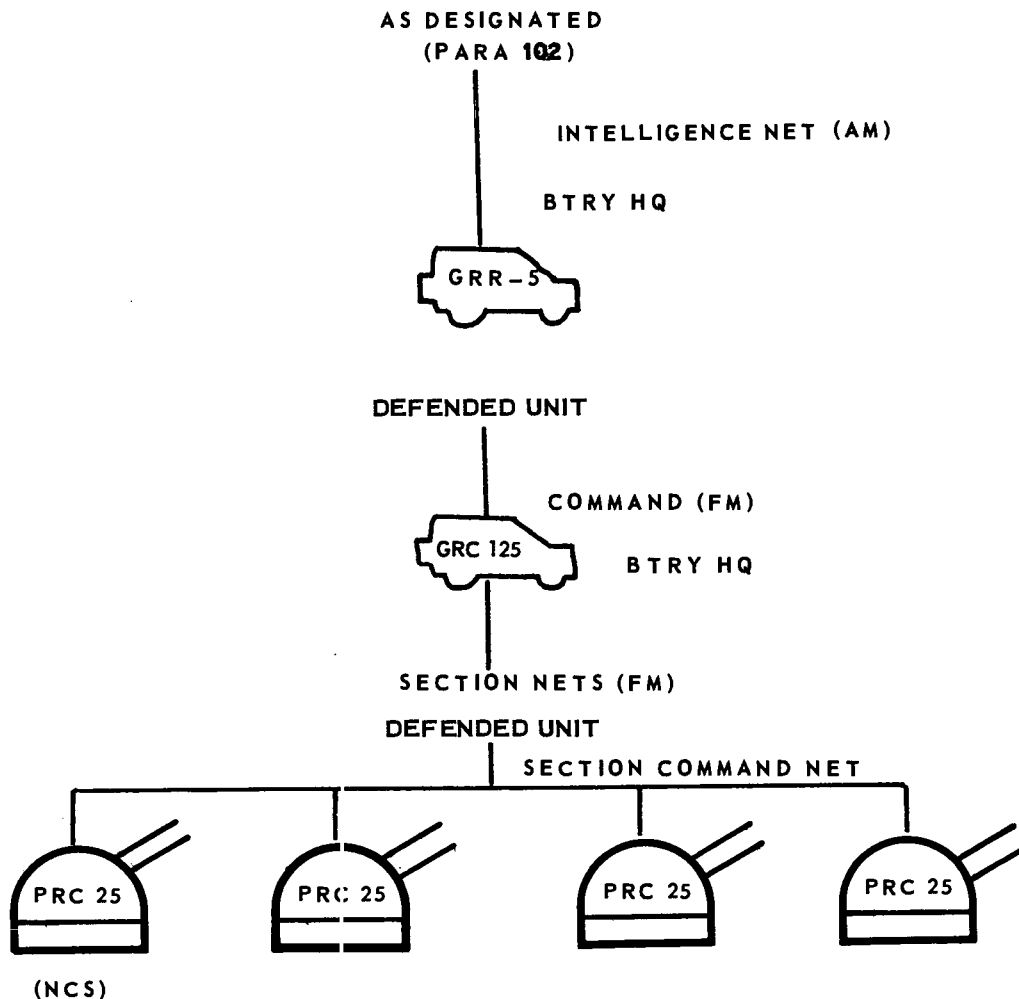 AS DESIGNATED
(PARA 102)
INTELLIGENCE NET (AM)
BTRY HQ
GRR-5
DEFENDED UNIT
COMMAND (FM)
GRC 125
BTRY HQ
SECTION NETS (FM)
DEFENDED UNIT
SECTION COMMAND NET
PRC 25
PRC 25
PRC 25
PRC 25
(NCS)